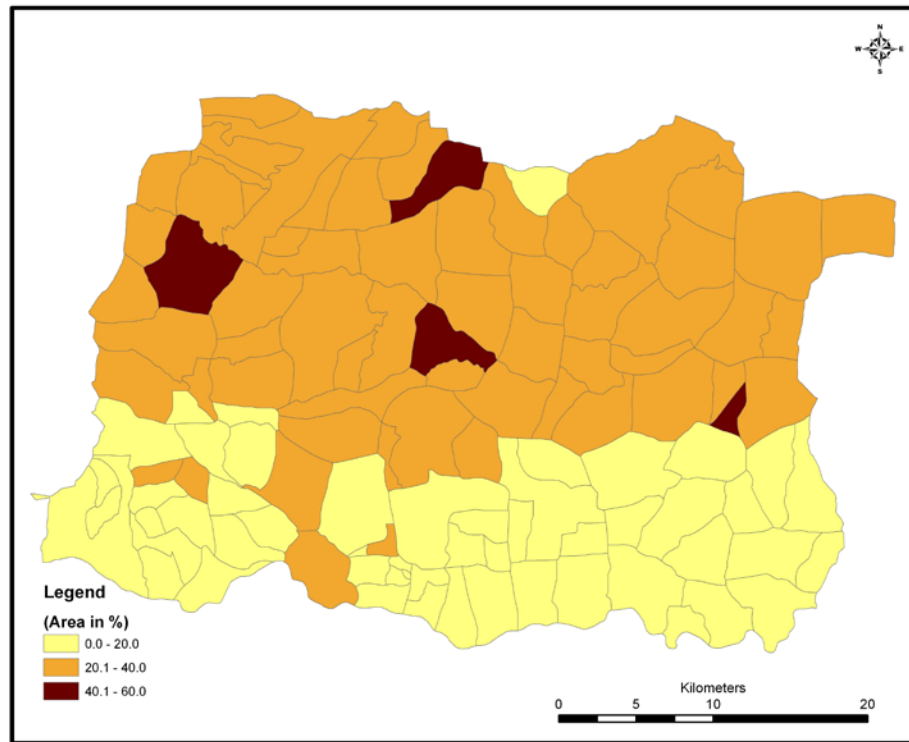 N
W E
S
Legend
(Area in %)
0.0 - 20.0
20.1 - 40.0
40.1 - 60.0
Kilometers
0 5 10 20